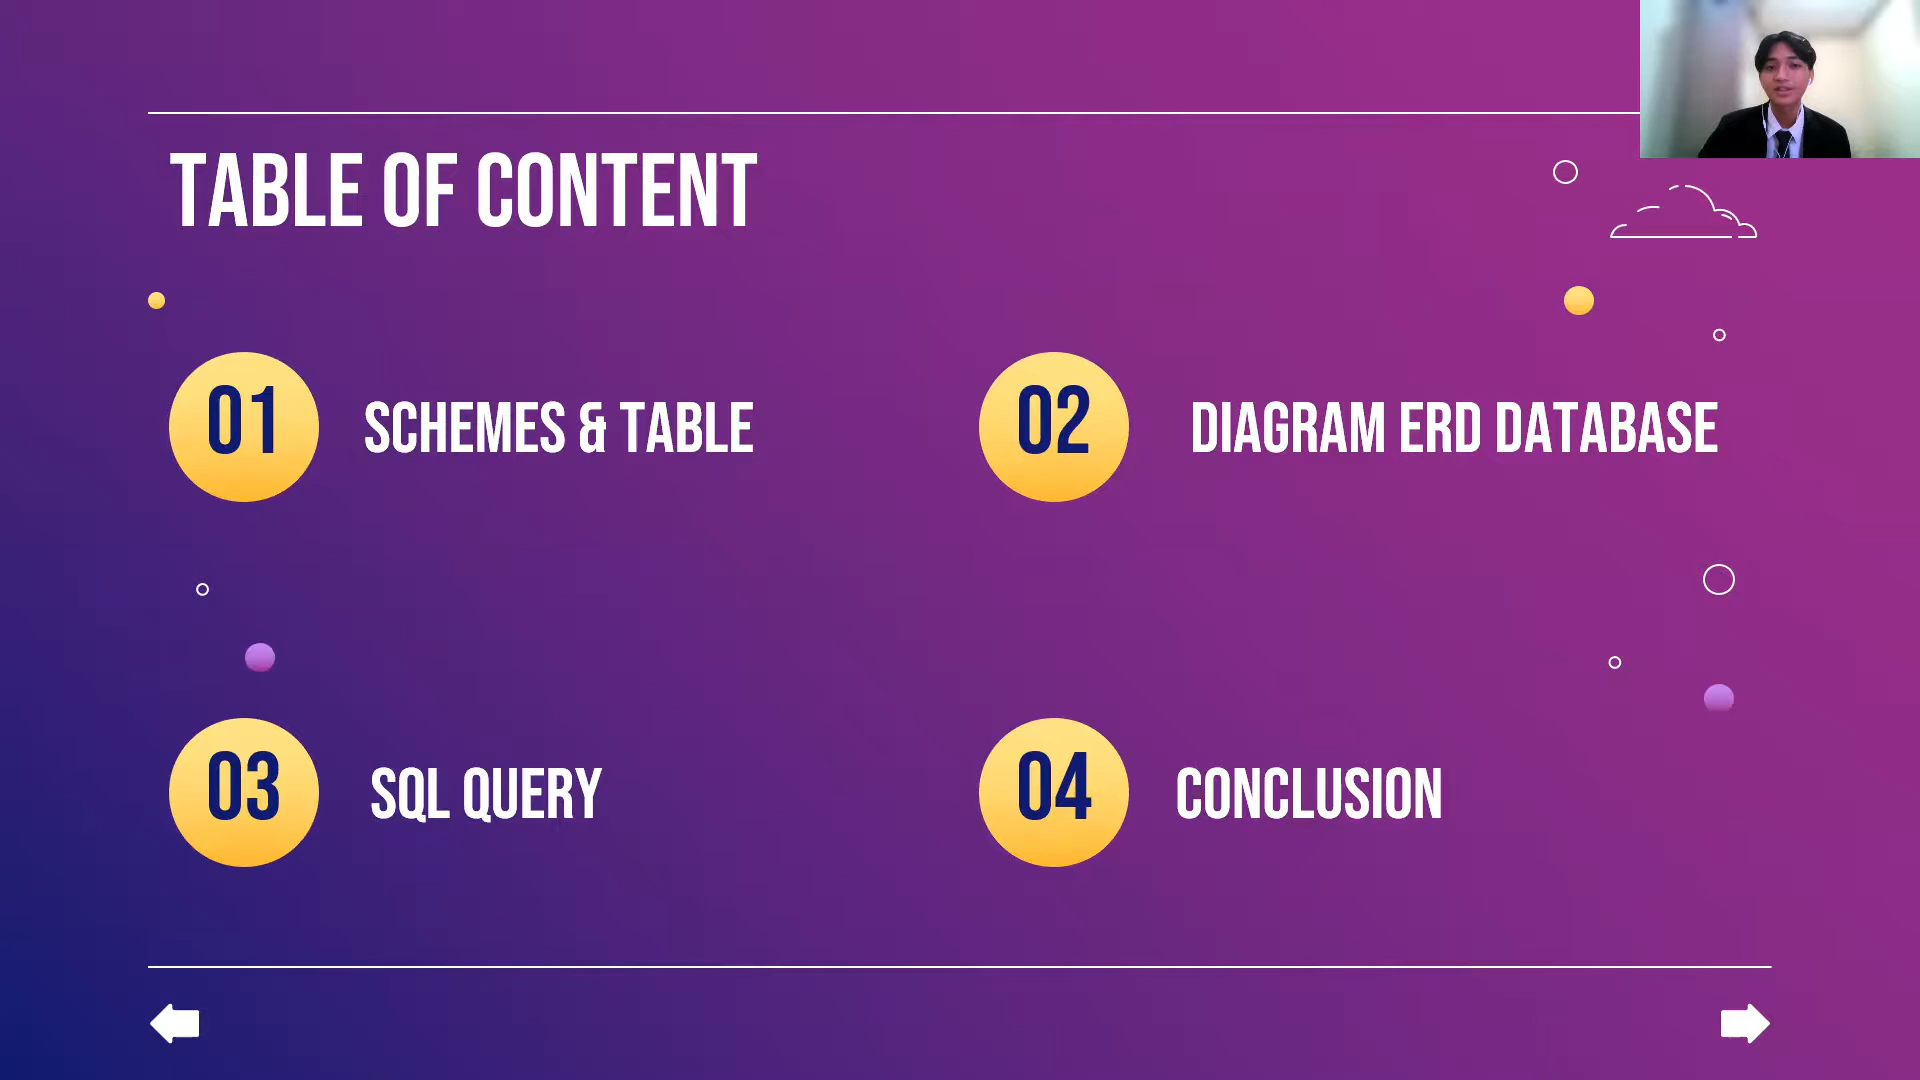 TABLE OF CONTENT
01
SCHEMES & TABLE
02
DIAGRAM ERD DATABASE
03
SQL QUERY
04
CONCLUSION